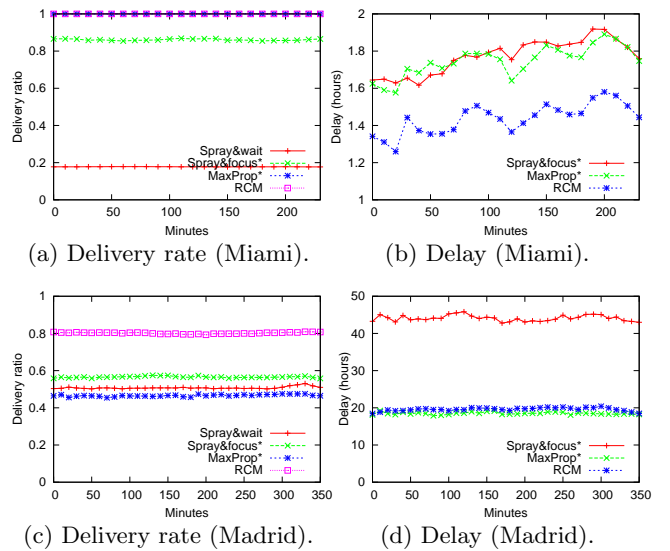 Delivery ratio
1
0.8
0.6
0.4
0.2
0
Spray&wait
Spray&focus*
MaxProp*
RCM
0 50 100 150 200
Minutes
(a) Delivery rate (Miami).
Delay (hours)
2
1.8
1.6
1.4
1.2
1
Spray&focus*
MaxProp*
RCM
0 50 100 150 200
Minutes
(b) Delay (Miami).
Delivery ratio
1
0.8
0.6
0.4
0.2
0
Spray&wait
Spray&focus*
MaxProp*
RCM
0 50 100 150 200 250 300 350
Minutes
(c) Delivery rate (Madrid).
Delay (hours)
50
40
30
20
10
0
Spray&focus*
MaxProp*
RCM
0 50 100 150 200 250 300 350
Minutes
(d) Delay (Madrid).